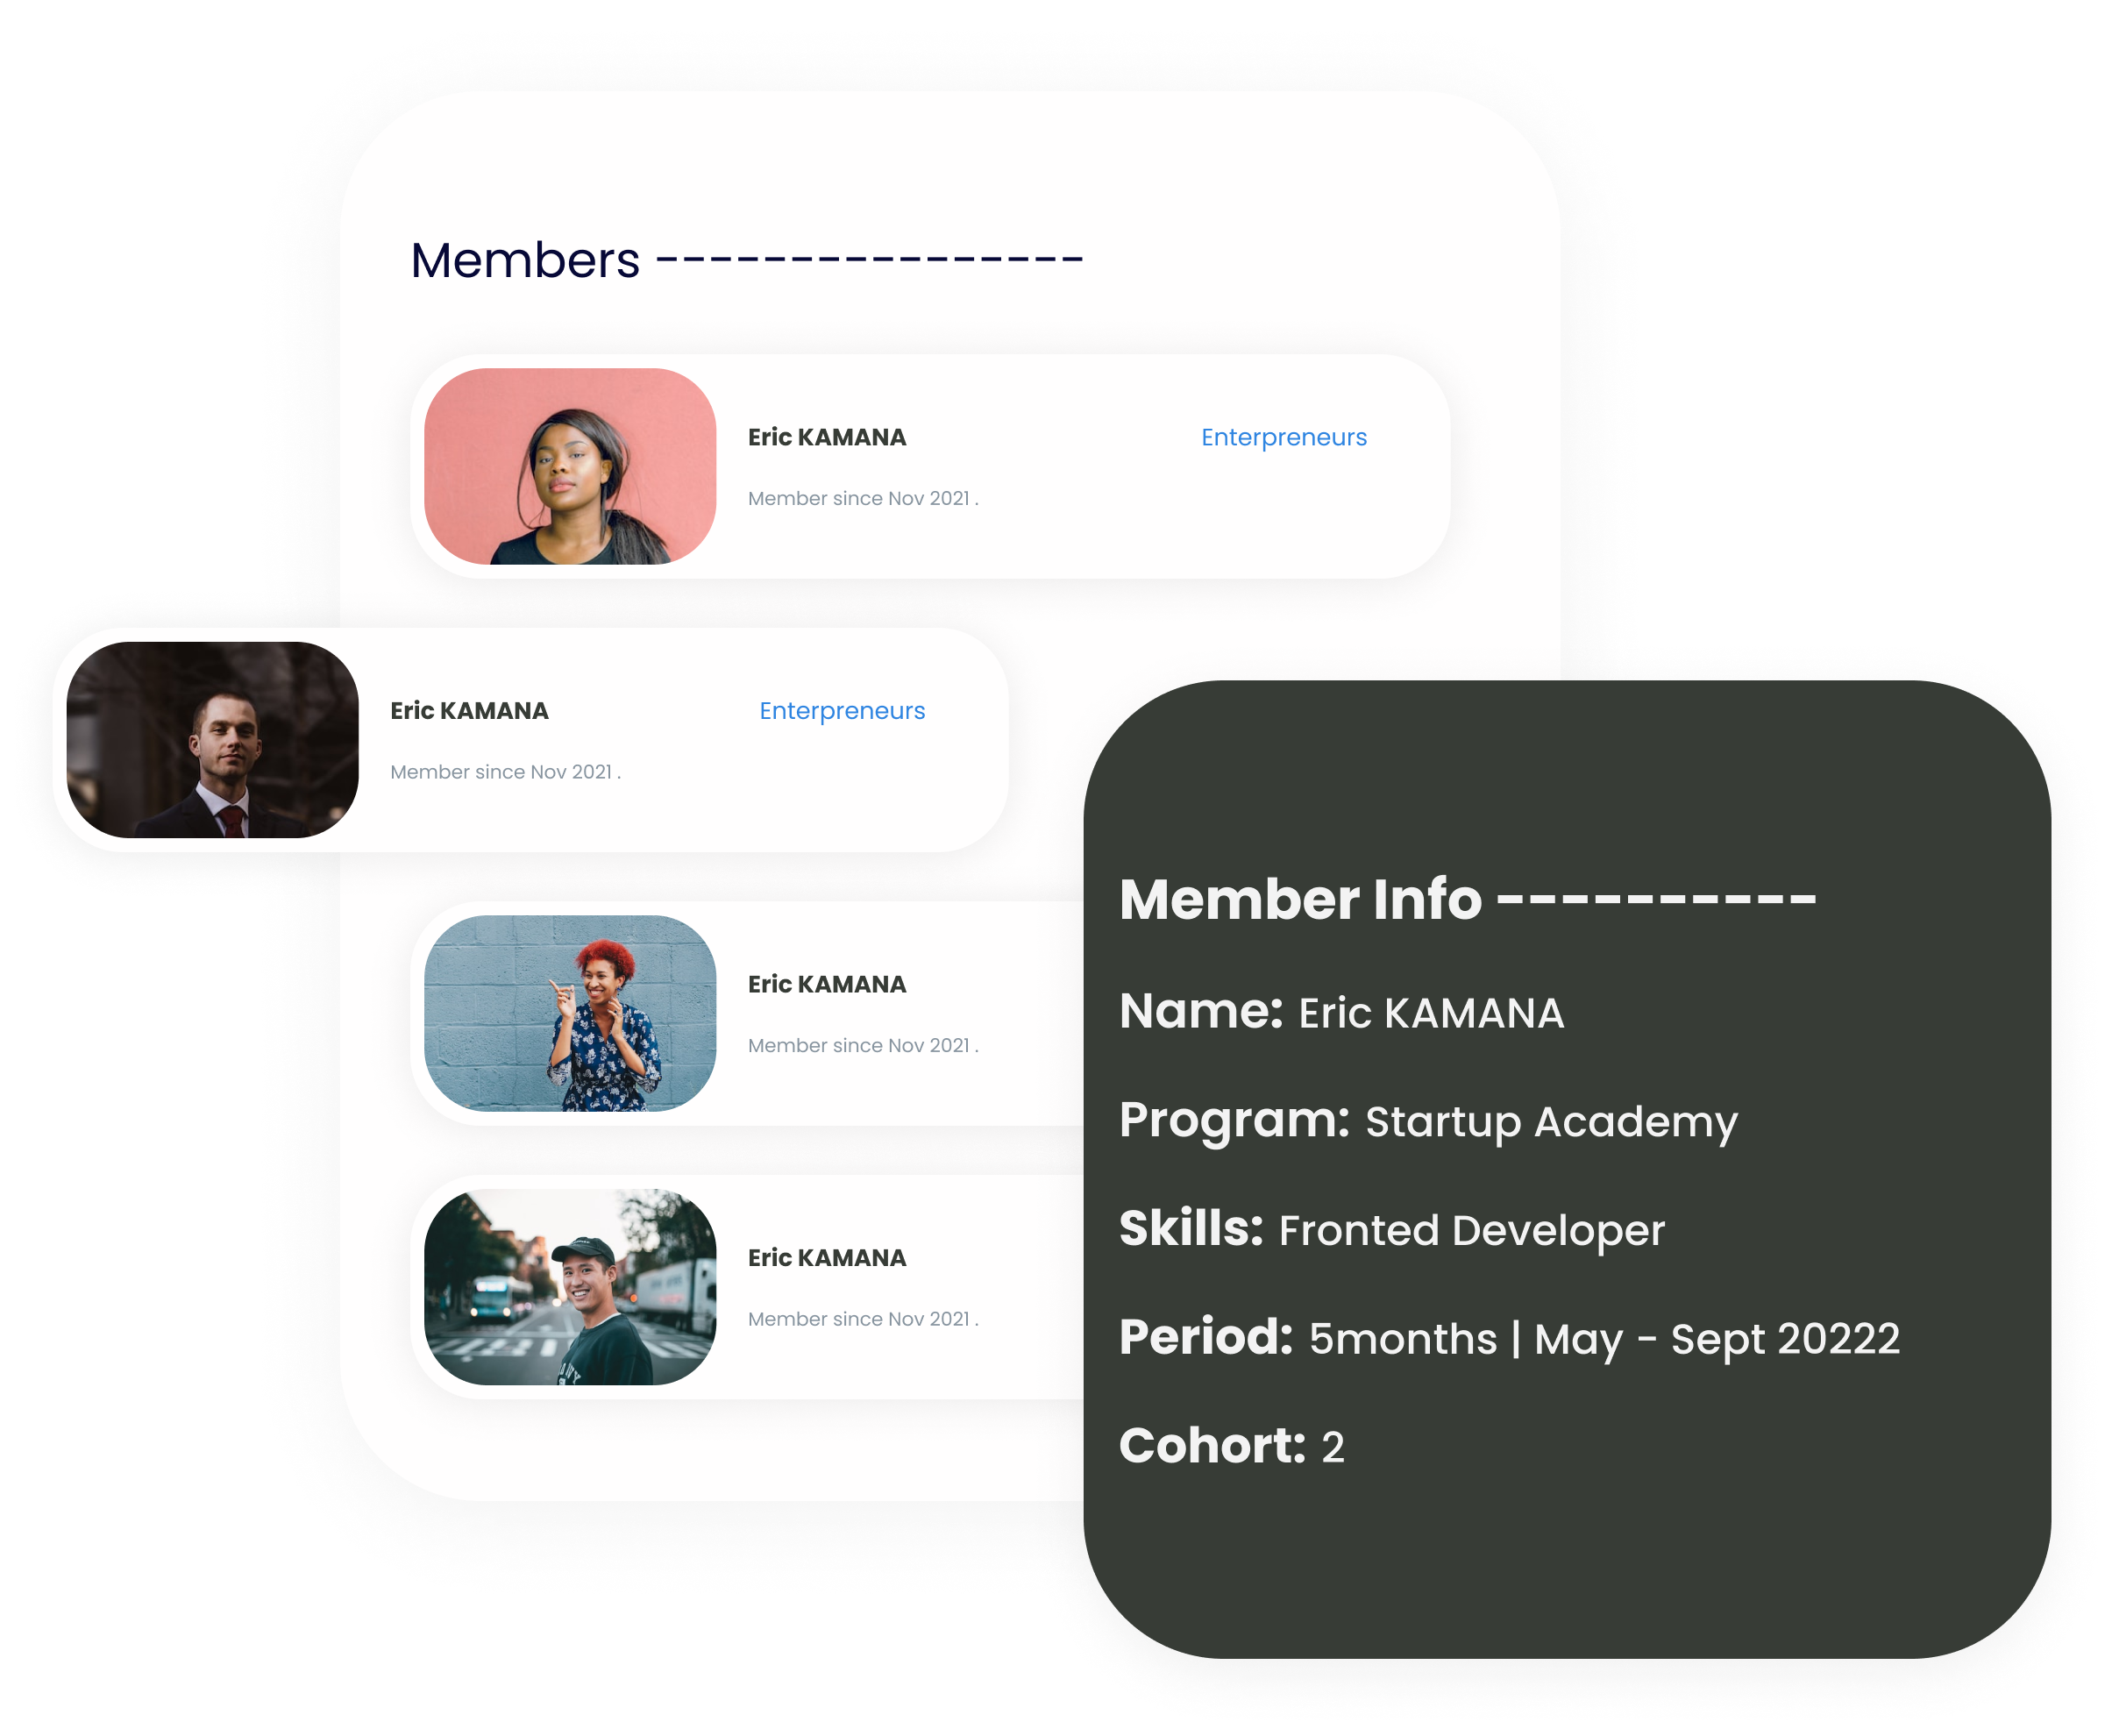 Members ----------------
Eric KAMANA
Enterpreneurs
Member since Nov 2021 .
Eric KAMANA
Enterpreneurs
Member since Nov 2021 .
Eric KAMANA
Member since Nov 2021 .
Eric KAMANA
Member since Nov 2021 .
Member Info ----------
Name: Eric KAMANA
Program: Startup Academy
Skills: Fronted Developer
Period: 5months | May - Sept 20222
Cohort: 2